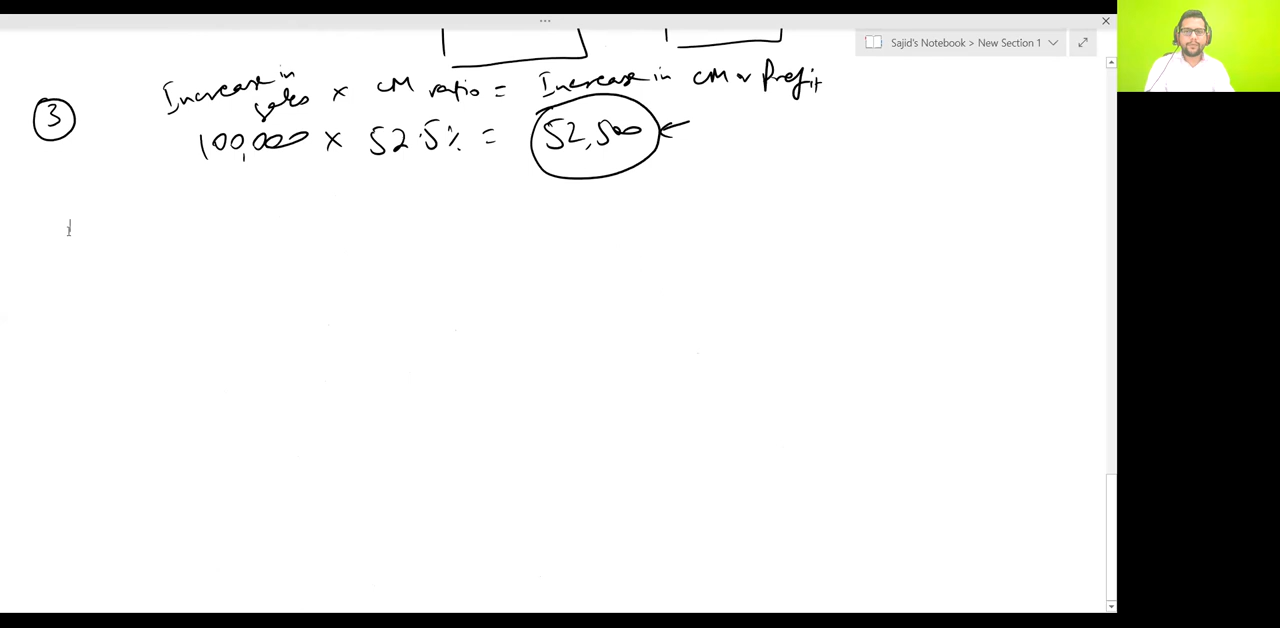 Sajid's Notebook > New Section 1
Increase in sales × CM ratio = Increase in CM or Profit
3
100,000 × 52.5% = 52,500